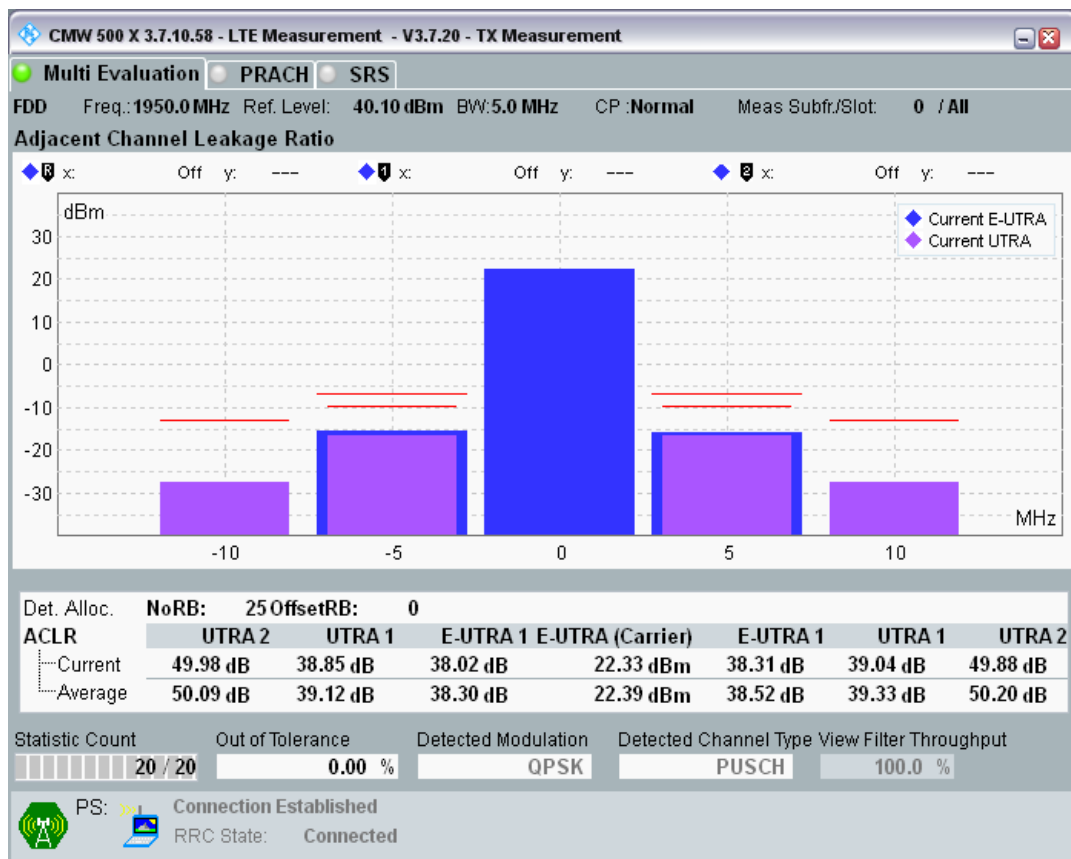 CMW 500 X 3.7.10.58 - LTE Measurement - V3.7.20 - TX Measurement
Multi Evaluation PRACH SRS
FDD Freq.:1950.0 MHz Ref. Level: 40.10 dBm BW:5.0 MHz CP :Normal Meas Subfr./Slot: 0 / All
Adjacent Channel Leakage Ratio
R x: Off y: --- 1 x: Off y: --- 2 x: Off y: ---
dBm
Current E-UTRA
Current UTRA
30
20
10
0
-10
-20
-30
MHz
-10 -5 0 5 10
Det. Alloc. NoRB: 25 OffsetRB: 0
ACLR UTRA 2 UTRA 1 E-UTRA 1 E-UTRA (Carrier) E-UTRA 1 UTRA 1 UTRA 2
Current 49.98 dB 38.85 dB 38.02 dB 22.33 dBm 38.31 dB 39.04 dB 49.88 dB
Average 50.09 dB 39.12 dB 38.30 dB 22.39 dBm 38.52 dB 39.33 dB 50.20 dB
Statistic Count Out of Tolerance Detected Modulation Detected Channel Type View Filter Throughput
20 / 20 0.00 % QPSK PUSCH 100.0 %
PS: Connection Established
RRC State: Connected